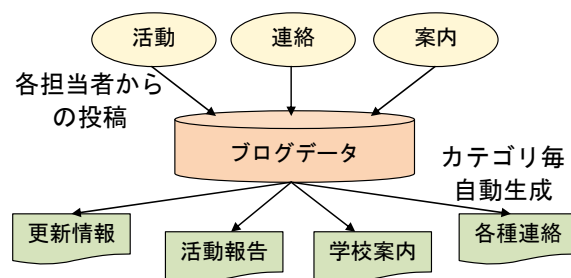 活動
連絡
案内
各担当者から
の投稿
ブログデータ
カテゴリ毎
自動生成
更新情報
活動報告
学校案内
各種連絡